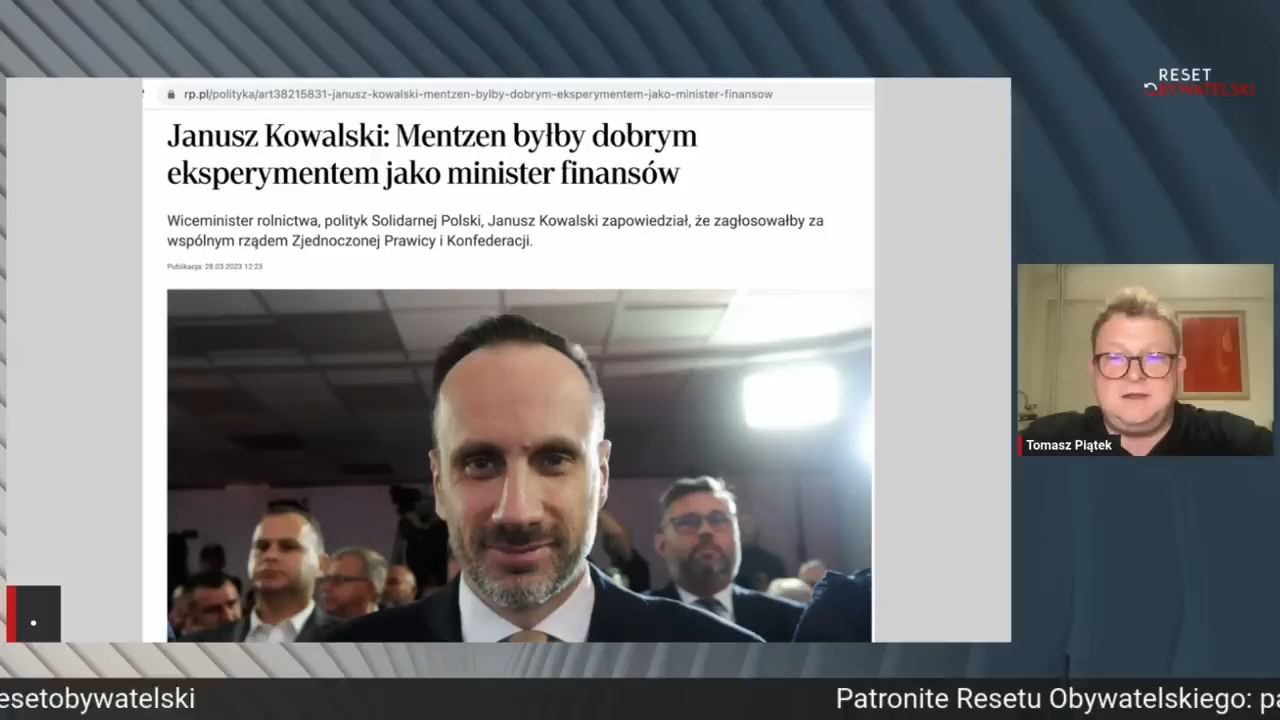 RESET
OBYWATELSKI
rp.pl/polityka/art38215831-janusz-kowalski-mentzen-bylby-dobrym-eksperymentem-jako-minister-finansow
Janusz Kowalski: Mentzen byłby dobrym
eksperymentem jako minister finansów
Wiceminister rolnictwa, polityk Solidarnej Polski, Janusz Kowalski zapowiedział, że zagłosowałby za
wspólnym rządem Zjednoczonej Prawicy i Konfederacji.
Publikacja: 28.03.2023 12:23
Tomasz Piątek
.
esetobywatelski
Patronite Resetu Obywatelskiego: pa